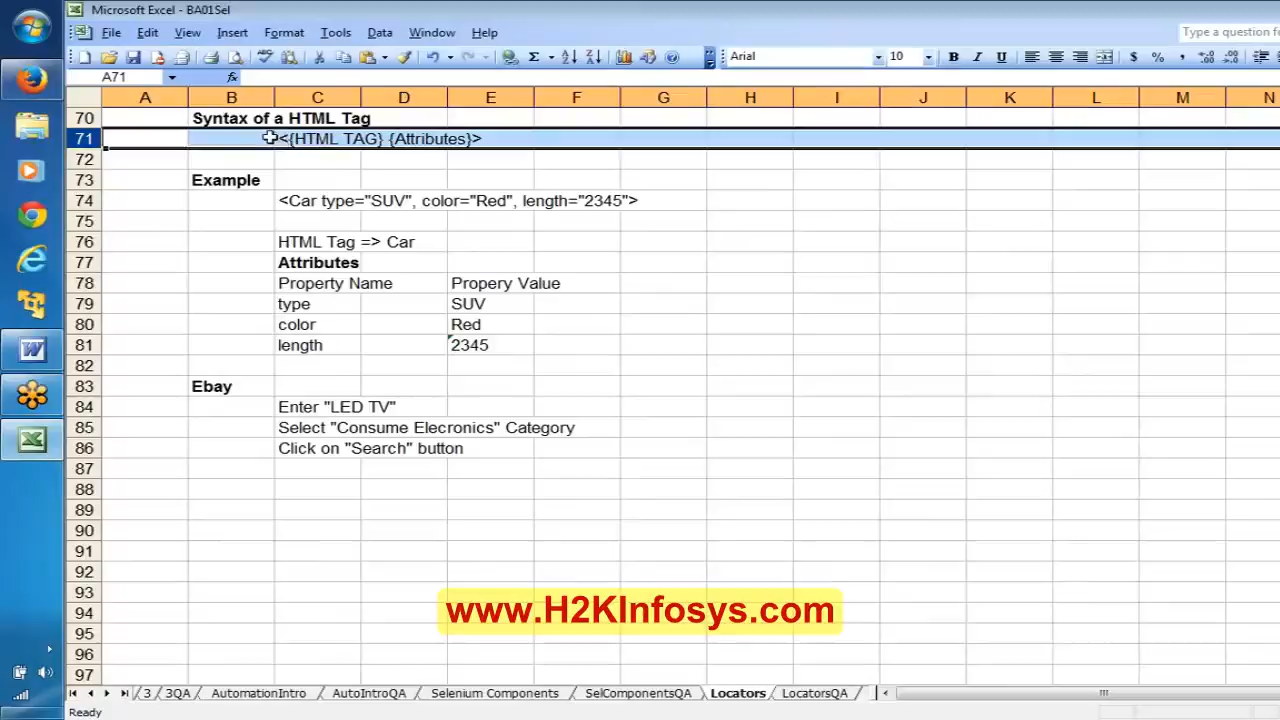 Microsoft Excel - BA01Sel
File Edit View Insert Format Tools Data Window Help
Type a question fo
Arial 10 B I U $ %
A71 fx
A B C D E F G H I J K L M N
70 Syntax of a HTML Tag
71 <{HTML TAG} {Attributes}>
72
73 Example
74 <Car type="SUV", color="Red", length="2345">
75
76 HTML Tag => Car
77 Attributes
78 Property Name Propery Value
79 type SUV
80 color Red
81 length 2345
82
83 Ebay
84 Enter "LED TV"
85 Select "Consume Elecronics" Category
86 Click on "Search" button
87
88
89
90
91
92
93
www.H2KInfosys.com
94
95
96
97
3 3QA AutomationIntro AutoIntroQA Selenium Components SelComponentsQA Locators LocatorsQA
Ready